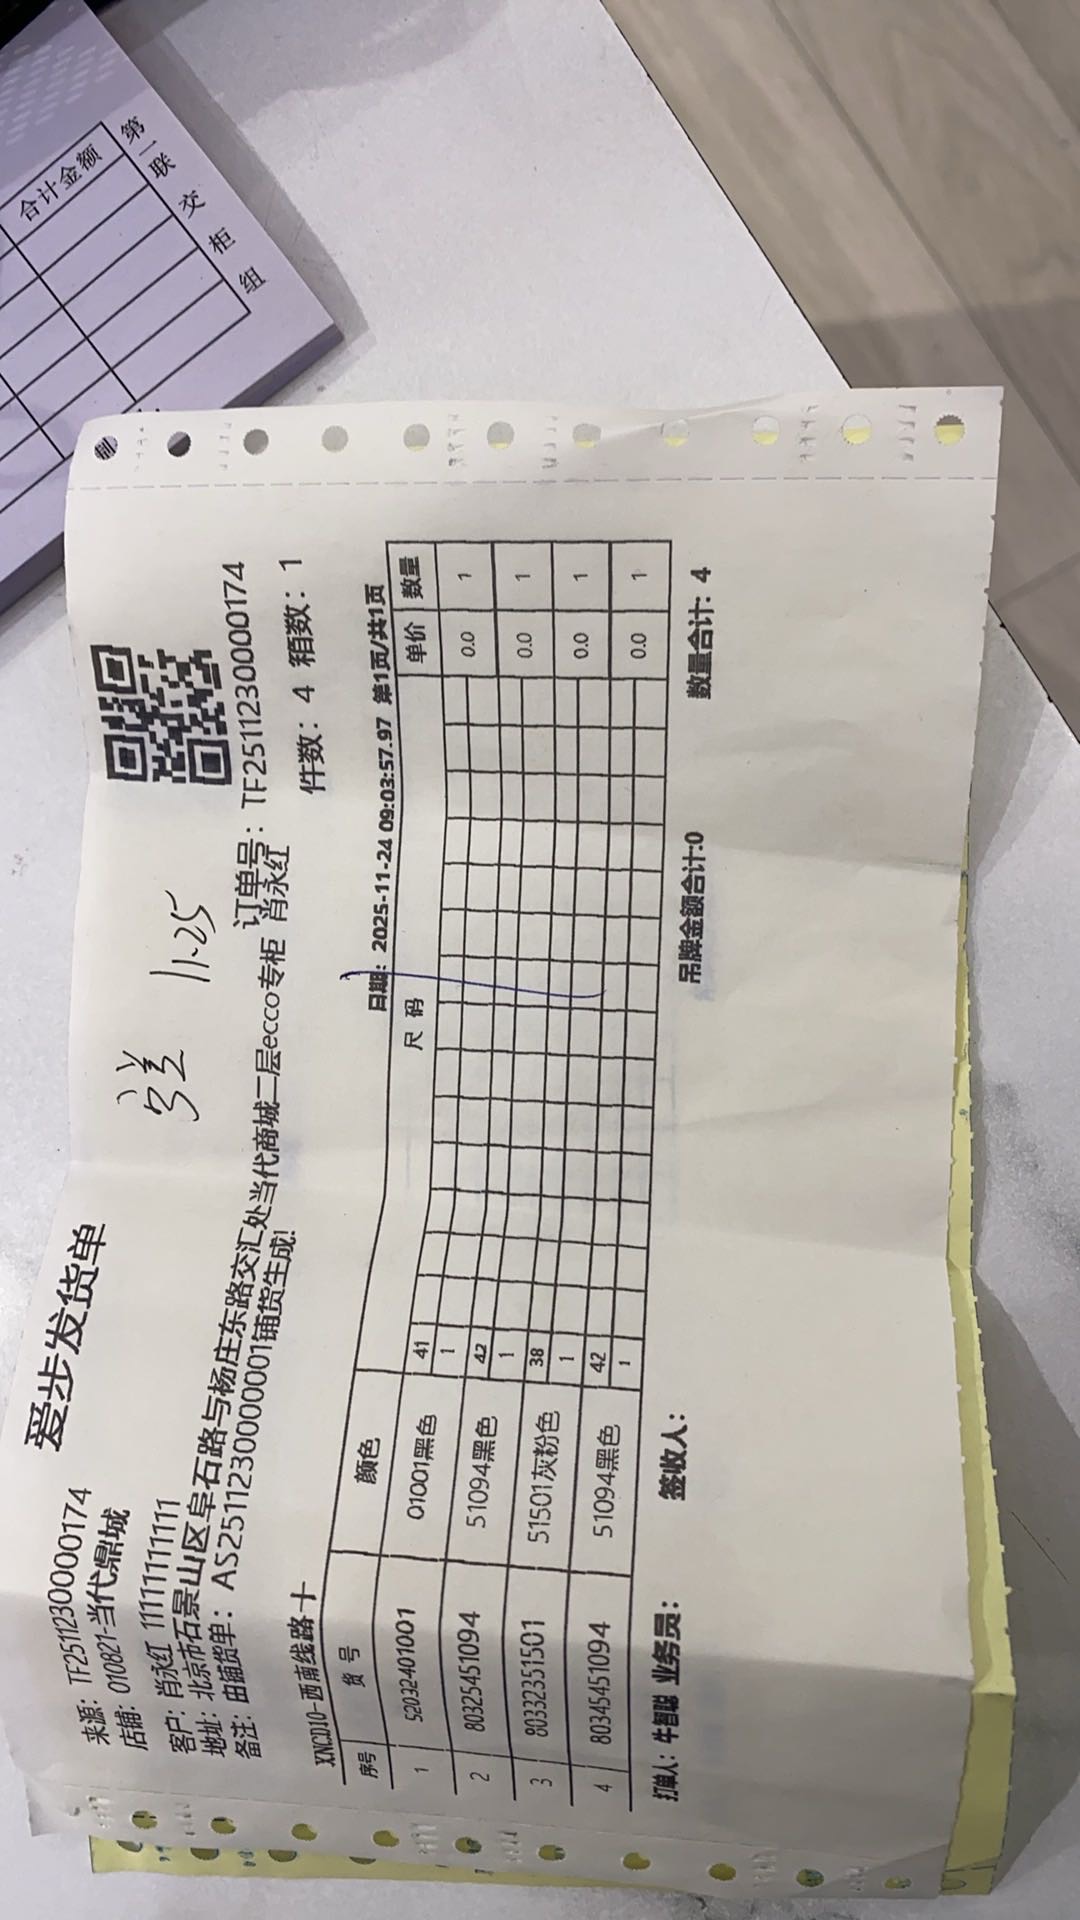 合计金额
第一联交柜组
爱步发货单
来源: TF251123000174
店铺: 010821-当代鼎城
11-25
订单号: TF251123000174
客户: 肖永红 11111111111
件数: 4 箱数: 1
地址: 北京市石景山区阜石路与杨庄东路交汇处当代商城二层ecco专柜 肖永红
备注: 由铺货单: AS251123000001铺货生成!
XNCD10-西南线路十
日期: 2025-11-24 09:03:57.97 第1页/共1页
序号 货号 颜色 尺码 单价 数量
1 52032401001 01001黑色 41 0.0 1
1
2 80325451094 51094黑色 42 0.0 1
1
3 80332351501 51501灰粉色 38 0.0 1
1
4 80345451094 51094黑色 42 0.0 1
1
打单人: 牛智聪 业务员: 签收人: 吊牌金额合计:0 数量合计: 4